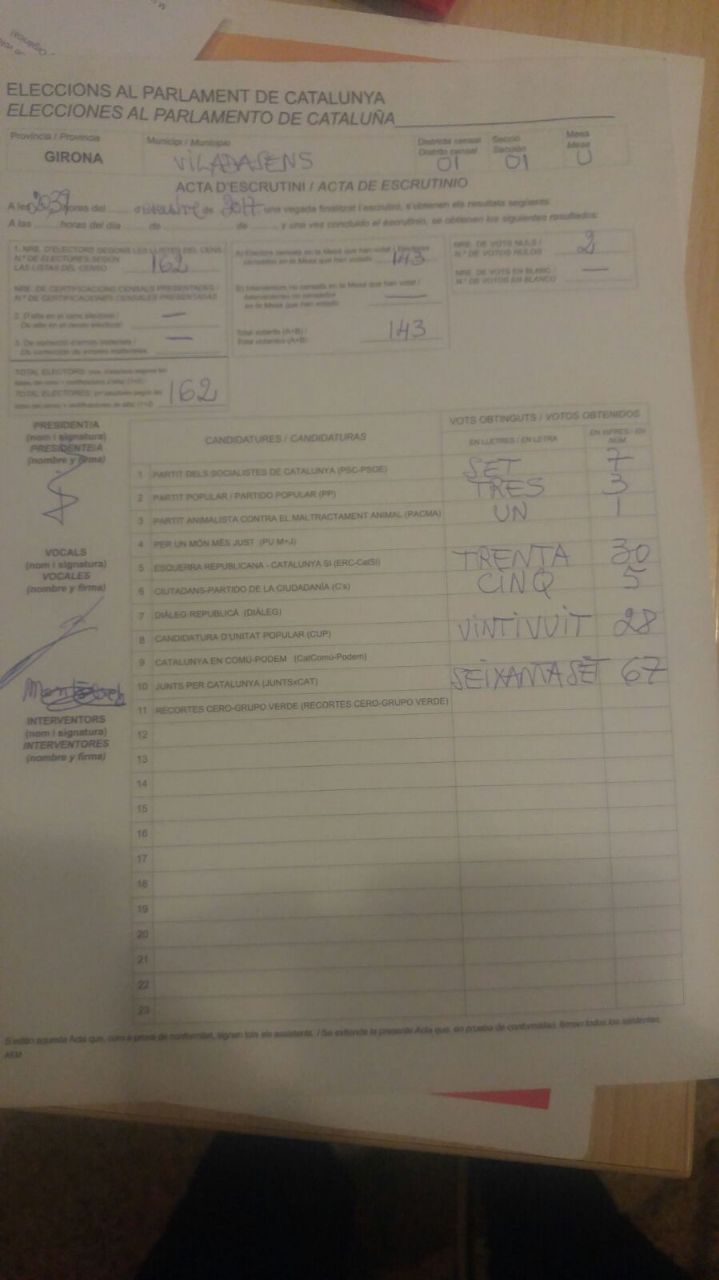 ELECCIONS AL PARLAMENT DE CATALUNYA
ELECCIONES AL PARLAMENTO DE CATALUÑA
Província / Provincia
GIRONA
Municipi / Municipio
VILADASENS
Districte censal
Distrito censal
01
Secció
Sección
01
Mesa
Mesa
U
ACTA D'ESCRUTINI / ACTA DE ESCRUTINIO
A les 20:39 hores del de 2017 una vegada finalitzat l'escrutini, s'obtenen els resultats següents:
A las horas del día de de , y una vez concluido el escrutinio, se obtienen los siguientes resultados:
1. NRE. D'ELECTORS SEGONS LES LLISTES DEL CENS
N.º DE ELECTORES SEGÚN
LAS LISTAS DEL CENSO
162
NRE. DE CERTIFICACIONS CENSALS PRESENTADES /
N.º DE CERTIFICACIONES CENSALES PRESENTADAS
2. D'alta en el cens electoral /
De alta en el censo electoral:
—
3. De correcció d'errors materials /
De corrección de errores materiales:
—
A) Electors censats en la Mesa que han votat / Electores
censados en la Mesa que han votado
143
B) Interventors no censats en la Mesa que han votat /
Interventores no censados
en la Mesa que han votado
—
Total votants (A+B) /
Total votantes (A+B):
143
NRE. DE VOTS NULS /
N.º DE VOTOS NULOS
2
NRE. DE VOTS EN BLANC /
N.º DE VOTOS EN BLANCO
—
TOTAL ELECTORS:
TOTAL ELECTORES:
162
PRESIDENT/A
(nom i signatura)
PRESIDENTE/A
(nombre y firma)
VOCALS
(nom i signatura)
VOCALES
(nombre y firma)
INTERVENTORS
(nom i signatura)
INTERVENTORES
(nombre y firma)
CANDIDATURES / CANDIDATURAS
VOTS OBTINGUTS / VOTOS OBTENIDOS
EN LLETRES / EN LETRA
EN XIFRES / EN NÚM.
1 PARTIT DELS SOCIALISTES DE CATALUNYA (PSC-PSOE) SET 7
2 PARTIT POPULAR / PARTIDO POPULAR (PP) TRES 3
3 PARTIT ANIMALISTA CONTRA EL MALTRACTAMENT ANIMAL (PACMA) UN 1
4 PER UN MÓN MÉS JUST (PU M+J)
5 ESQUERRA REPUBLICANA - CATALUNYA SÍ (ERC-CatSí) TRENTA 30
6 CIUTADANS-PARTIDO DE LA CIUDADANÍA (C's) CINQ 5
7 DIÀLEG REPUBLICÀ (DIÀLEG)
8 CANDIDATURA D'UNITAT POPULAR (CUP) VINTIVUIT 28
9 CATALUNYA EN COMÚ-PODEM (CatComú-Podem)
10 JUNTS PER CATALUNYA (JUNTSxCAT) SEIXANTA SET 67
11 RECORTES CERO-GRUPO VERDE (RECORTES CERO-GRUPO VERDE)
12
13
14
15
16
17
18
19
20
21
22
23
S'estén aquesta Acta que, com a prova de conformitat, signen tots els assistents. / Se extiende la presente Acta que, en prueba de conformidad, firman todos los asistentes.
AEM